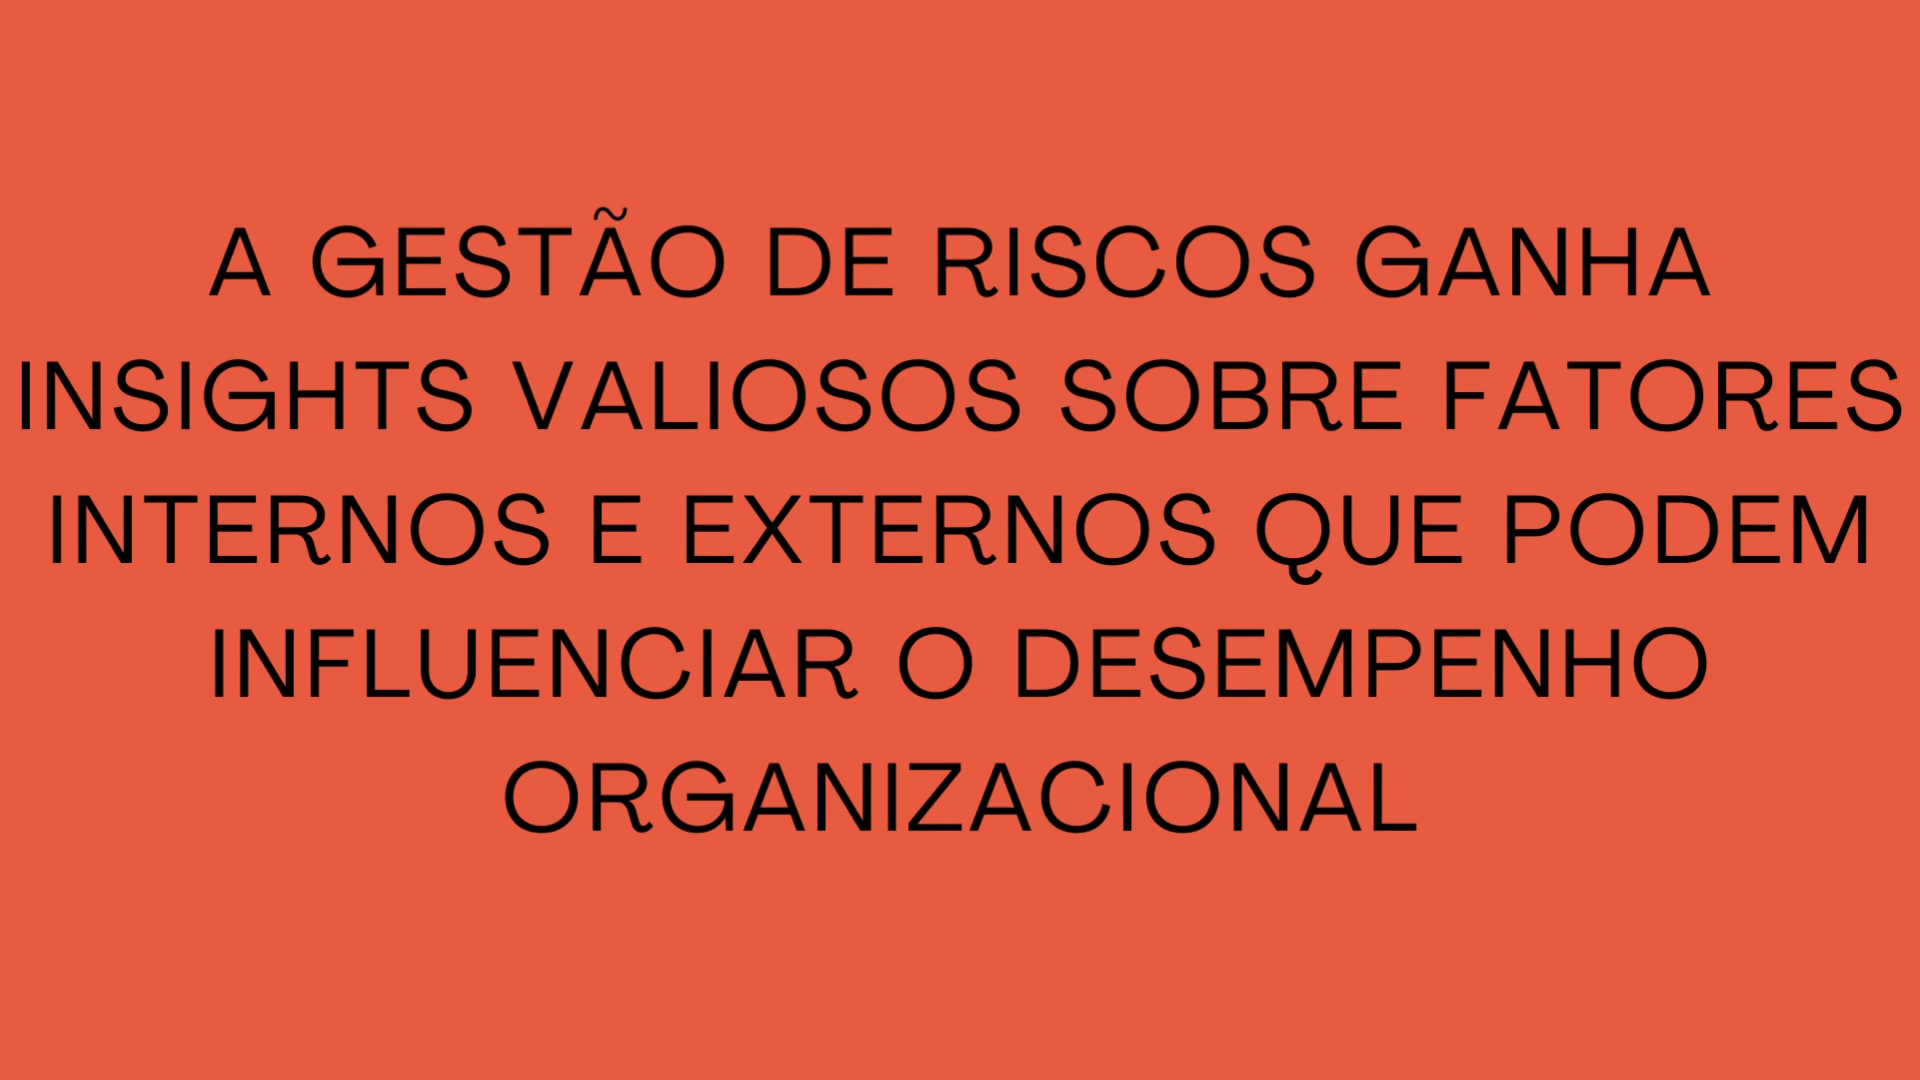 A GESTÃO DE RISCOS GANHA
INSIGHTS VALIOSOS SOBRE FATORES
INTERNOS E EXTERNOS QUE PODEM
INFLUENCIAR O DESEMPENHO
ORGANIZACIONAL